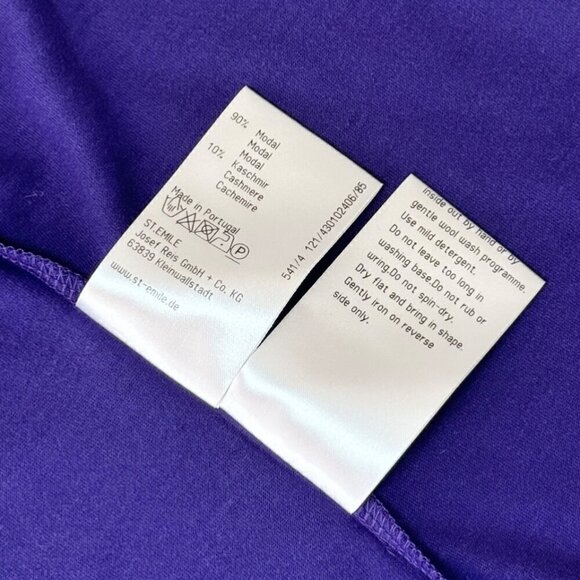 90% Modal
Modal
Modal
10% Kaschmir
Cashmere
Cachemire
Made in Portugal
ST.EMILE
Josef Reis GmbH + Co. KG
63839 Kleinwallstadt
www.st-emile.de
541/4 121/430102406/85
inside out by hand or by
gentle wool wash programme.
Use mild detergent.
Do not leave too long in
washing base.Do not rub or
wring.Do not spin-dry.
Dry flat and bring in shape.
Gently iron on reverse
side only.